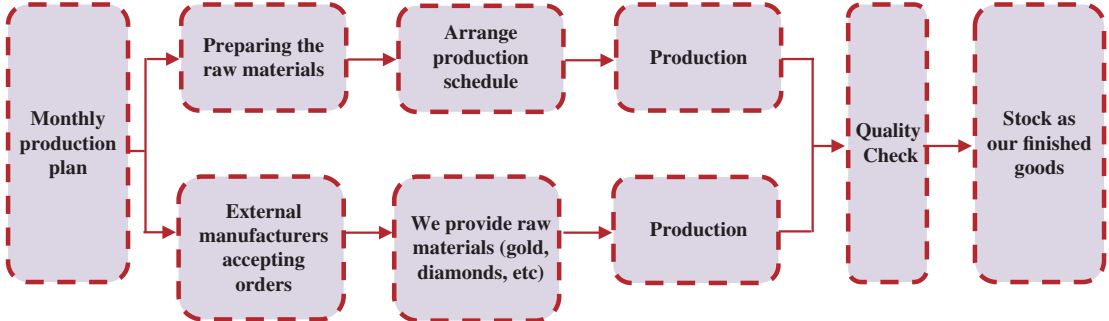 Monthly
production
plan
Preparing the
raw materials
Arrange
production
schedule
Production
External
manufacturers
accepting
orders
We provide raw
materials (gold,
diamonds, etc)
Production
Quality
Check
Stock as
our finished
goods